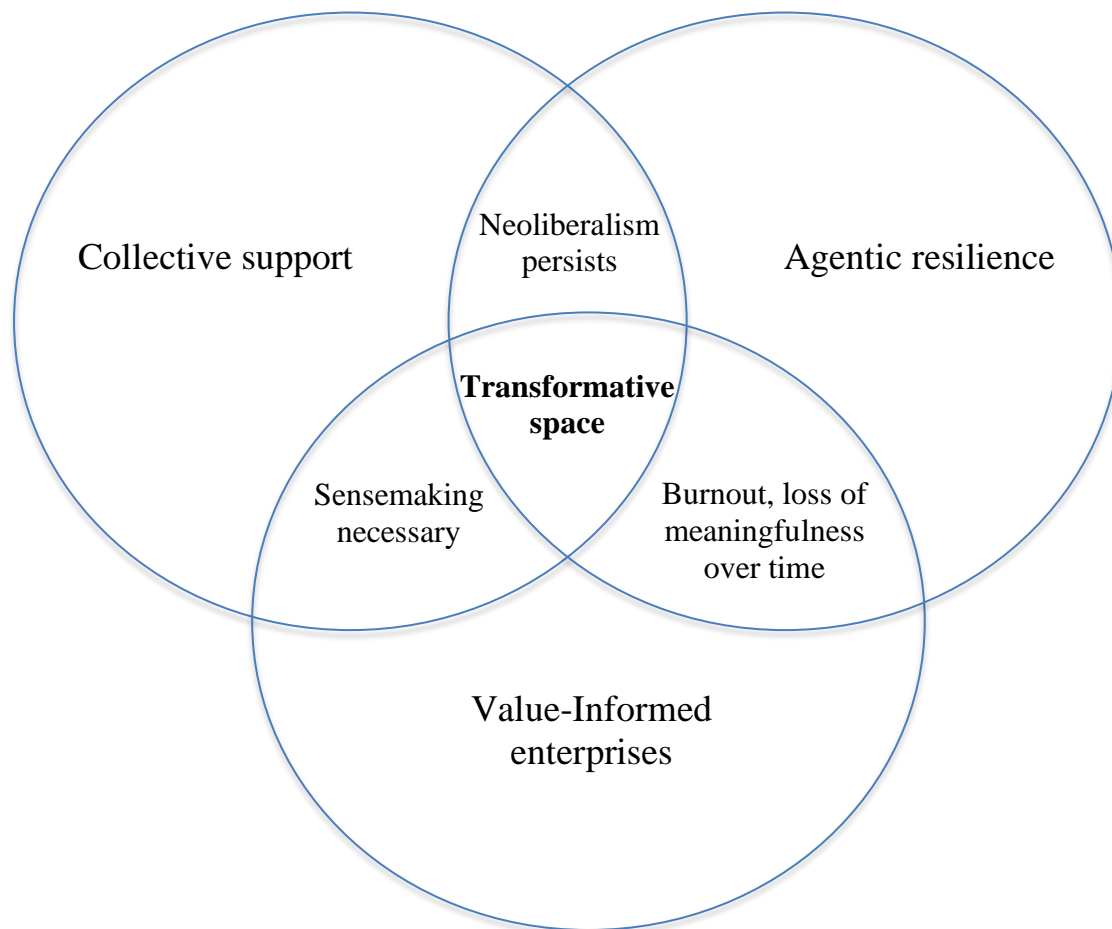 Neoliberalism
persists
Collective support
Agentic resilience
Transformative
space
Sensemaking
necessary
Burnout, loss of
meaningfulness
over time
Value-Informed
enterprises